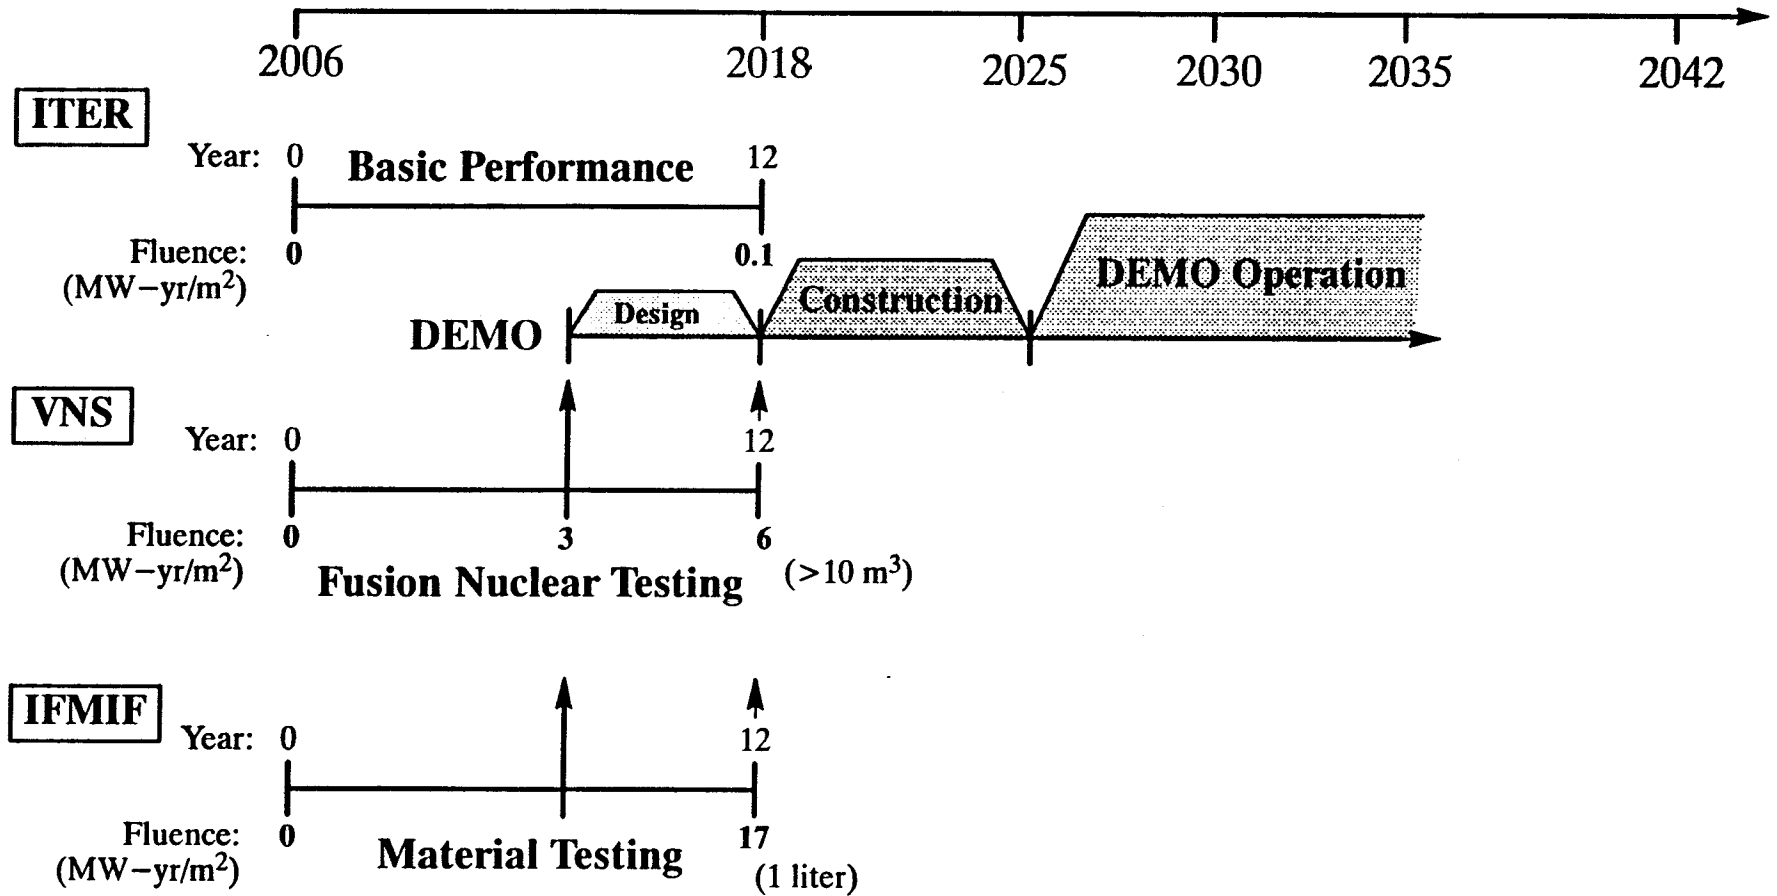 2006 2018 2025 2030 2035 2042
ITER
Year: 0 Basic Performance 12
Fluence: 0 0.1
(MW−yr/m²)
DEMO Design Construction DEMO Operation
VNS
Year: 0 12
Fluence: 0 3 6
(MW−yr/m²) Fusion Nuclear Testing (>10 m³)
IFMIF
Year: 0 12
Fluence: 0 17
(MW−yr/m²) Material Testing (1 liter)